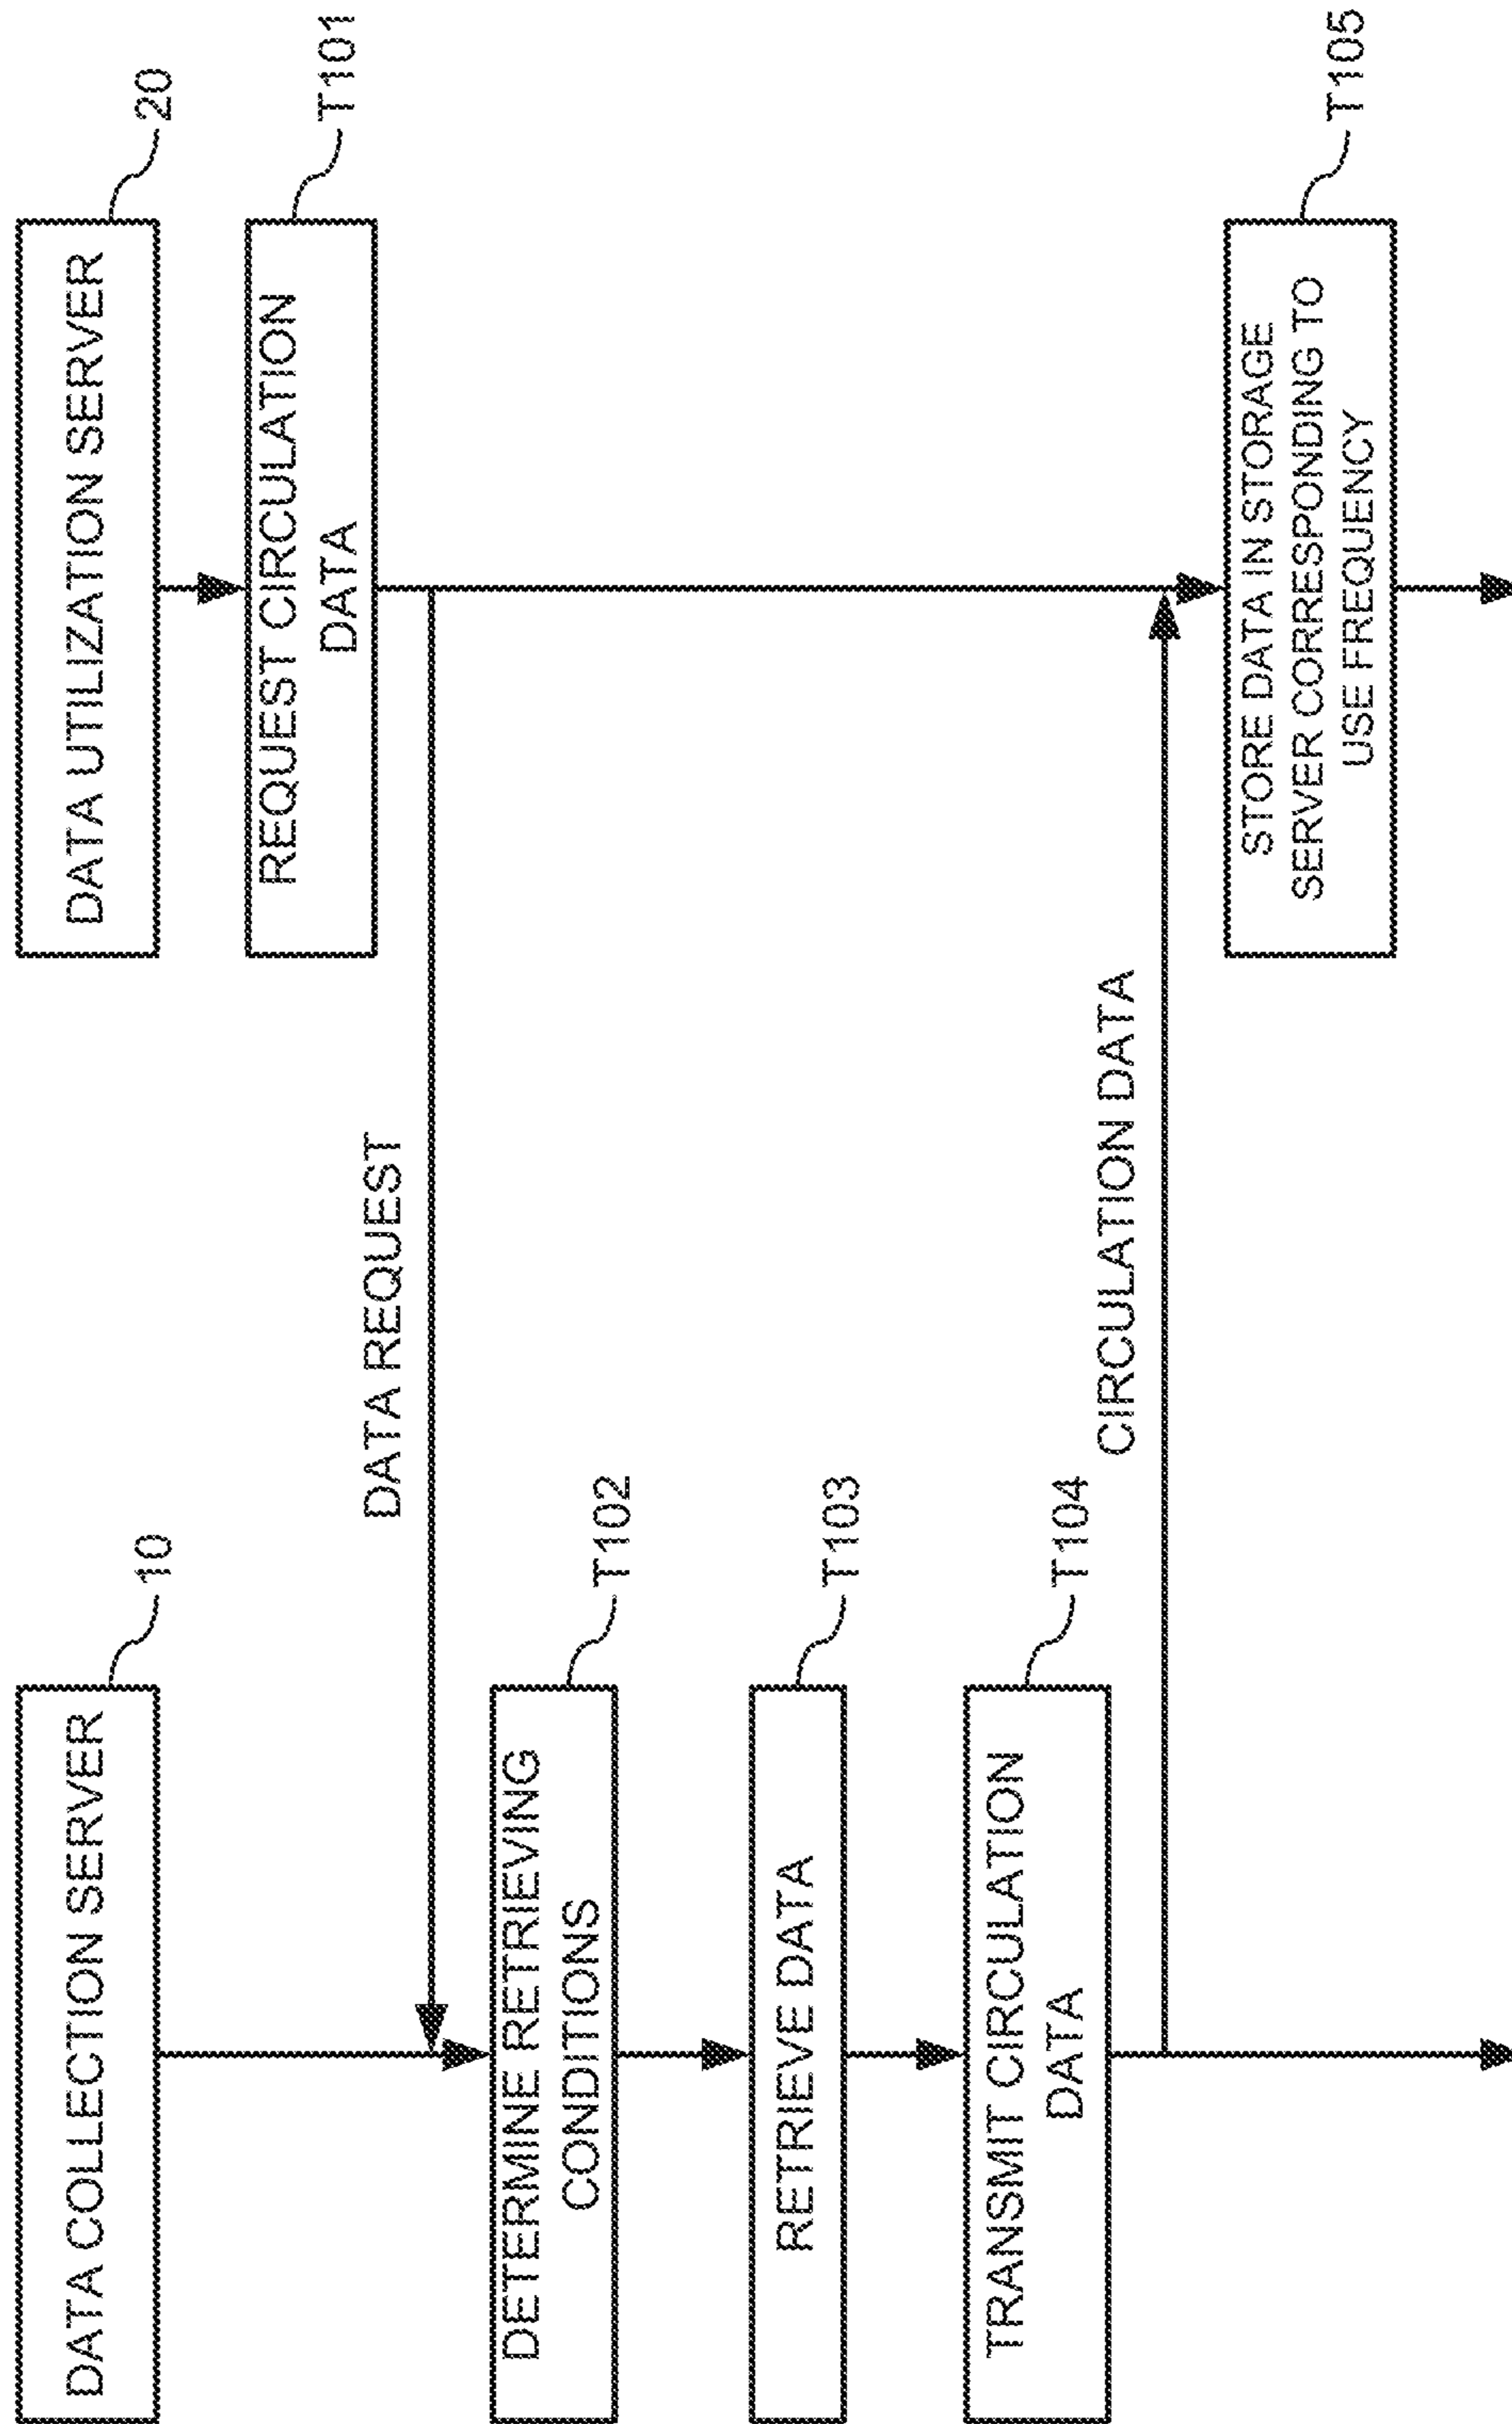 DATA COLLECTION SERVER
10
DATA UTILIZATION SERVER
20
REQUEST CIRCULATION
DATA
T101
DATA REQUEST
DETERMINE RETRIEVING
CONDITIONS
T102
RETRIEVE DATA
T103
TRANSMIT CIRCULATION
DATA
T104
CIRCULATION DATA
STORE DATA IN STORAGE
SERVER CORRESPONDING TO
USE FREQUENCY
T105